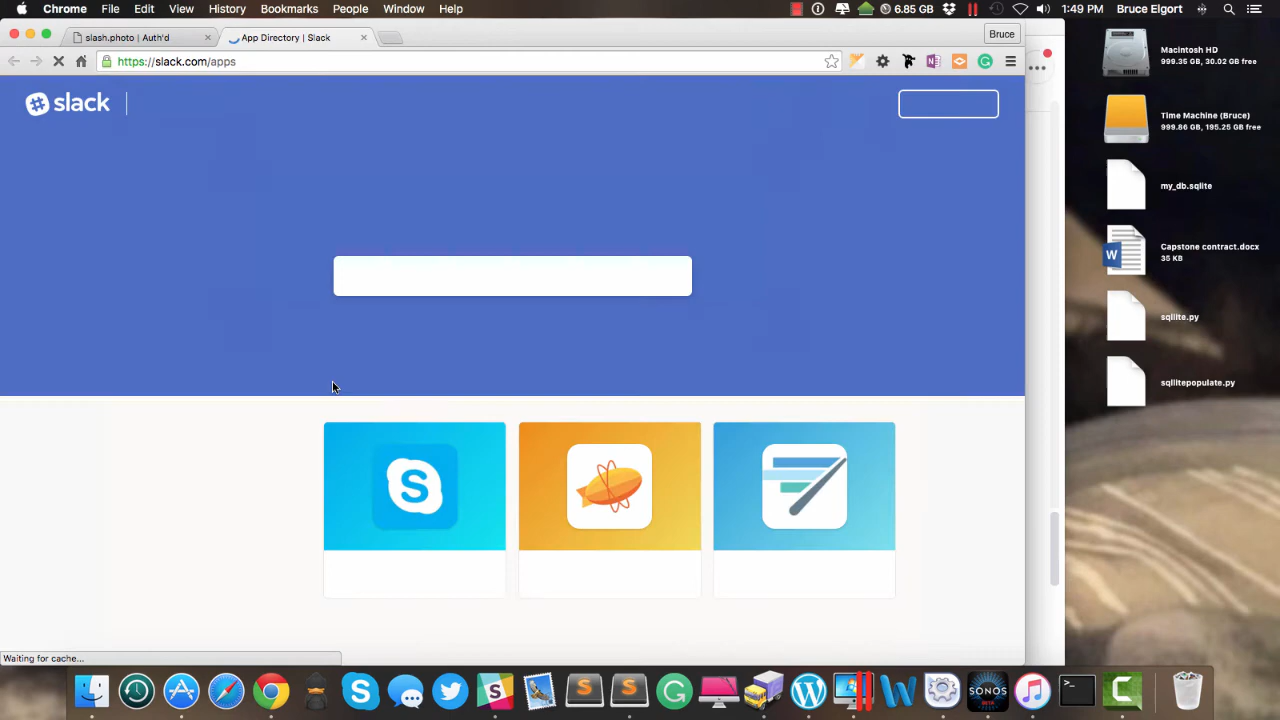 Chrome File Edit View History Bookmarks People Window Help 6.85 GB 1:49 PM Bruce Elgort
slash.photo | Auth'd
App Directory | Slack
Bruce
https://slack.com/apps
slack
Waiting for cache...
Macintosh HD
999.35 GB, 30.02 GB free
Time Machine (Bruce)
999.86 GB, 195.25 GB free
my_db.sqlite
Capstone contract.docx
35 KB
sqllite.py
sqllitepopulate.py
SONOS
BETA